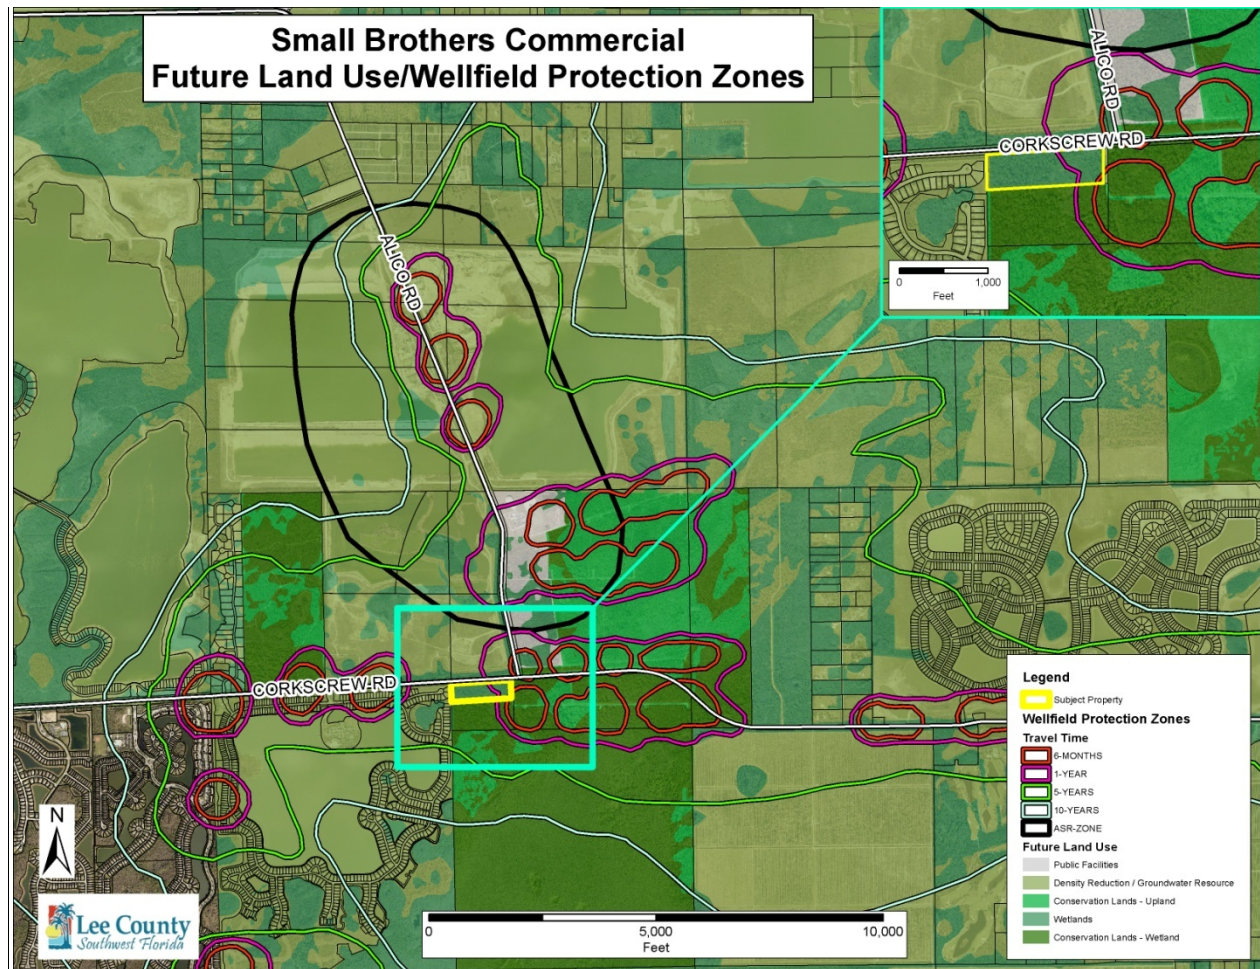 Small Brothers Commercial
Future Land Use/Wellfield Protection Zones
ALICO RD
CORKSCREW RD
0 1,000
Feet
ALICO RD
CORKSCREW RD
Legend
Subject Property
Wellfield Protection Zones
Travel Time
6-MONTHS
1-YEAR
5-YEARS
10-YEARS
ASR-ZONE
Future Land Use
Public Facilities
Density Reduction / Groundwater Resource
Conservation Lands - Upland
Wetlands
Conservation Lands - Wetland
N
Lee County
Southwest Florida
0 5,000 10,000
Feet